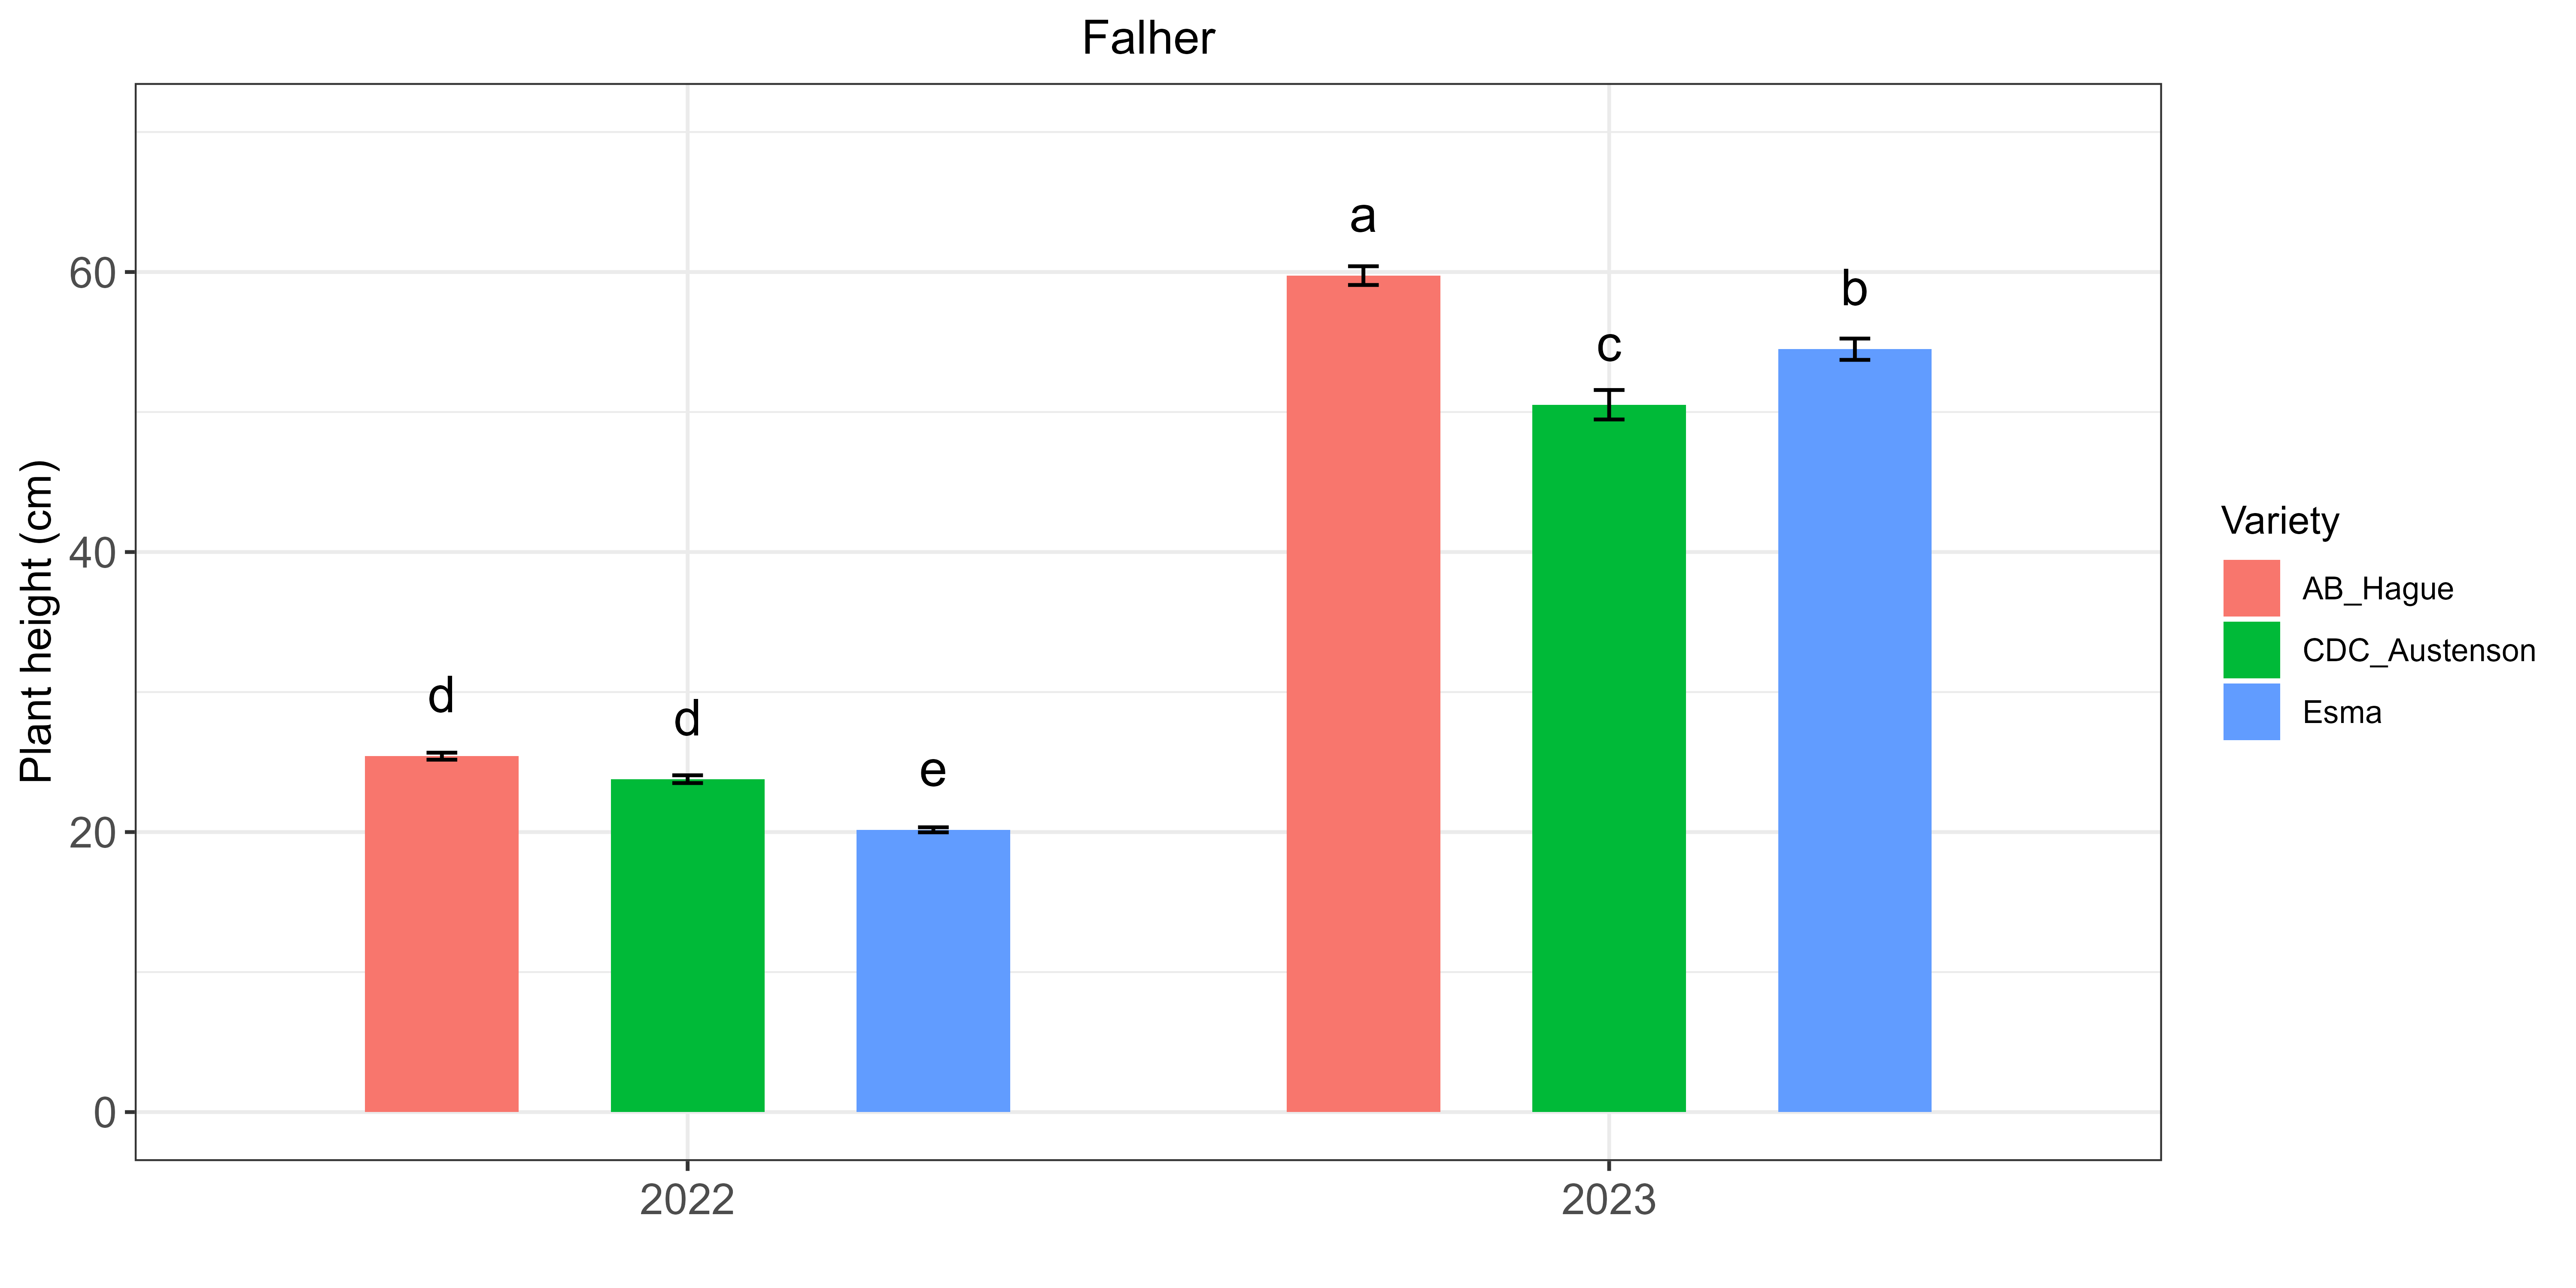 Falher
Plant height (cm)
60
40
20
0
a
b
c
d
d
e
2022
2023
Variety
AB_Hague
CDC_Austenson
Esma